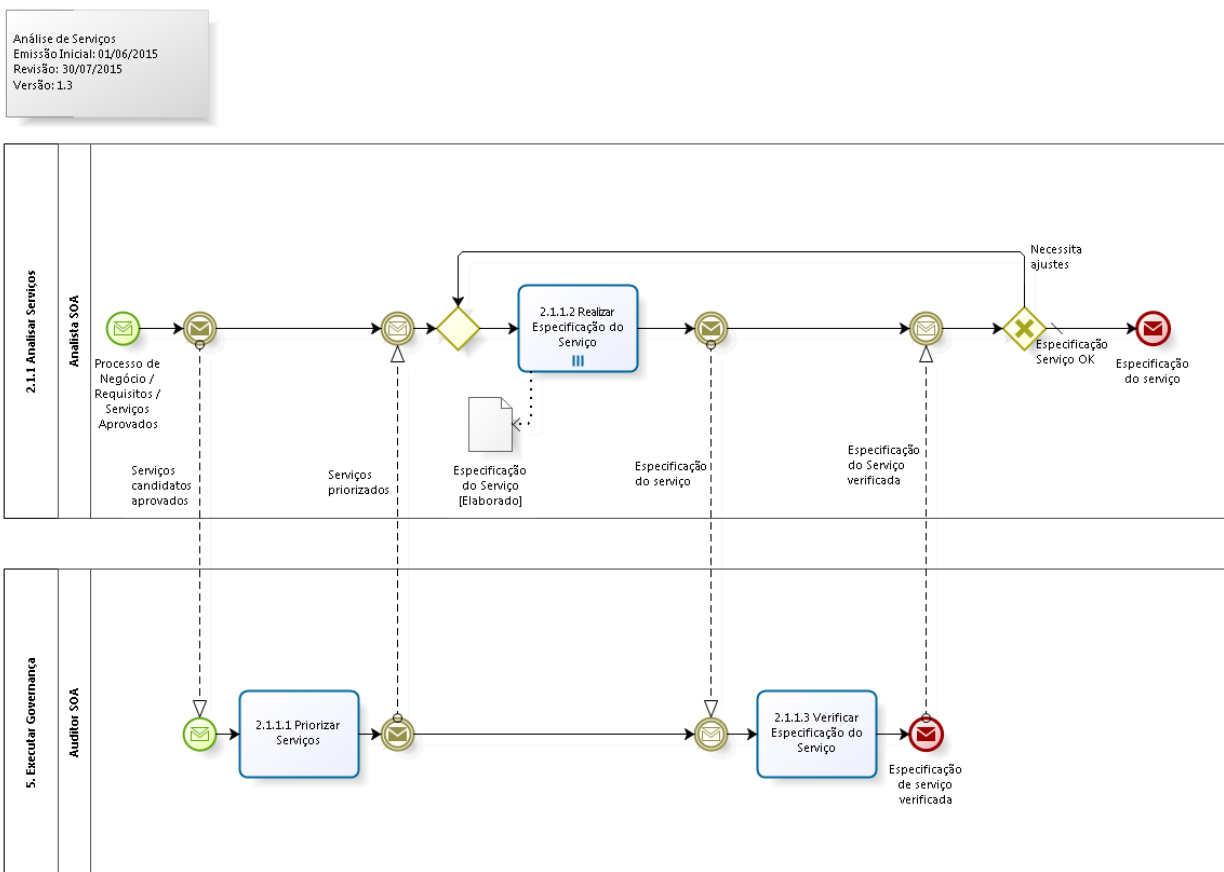 Análise de Serviços
Emissão Inicial: 01/06/2015
Revisão: 30/07/2015
Versão: 1.3
2.1.1 Analisar Serviços
Analista SOA
Processo de
Negócio /
Requisitos /
Serviços
Aprovados
Serviços
candidatos
aprovados
Serviços
priorizados
2.1.1.2 Realizar
Especificação do
Serviço
Especificação
do Serviço
[Elaborado]
Especificação
do serviço
Especificação
do Serviço
verificada
Necessita
ajustes
Especificação
Serviço OK
Especificação
do serviço
5. Executar Governança
Auditor SOA
2.1.1.1 Priorizar
Serviços
2.1.1.3 Verificar
Especificação do
Serviço
Especificação
de serviço
verificada